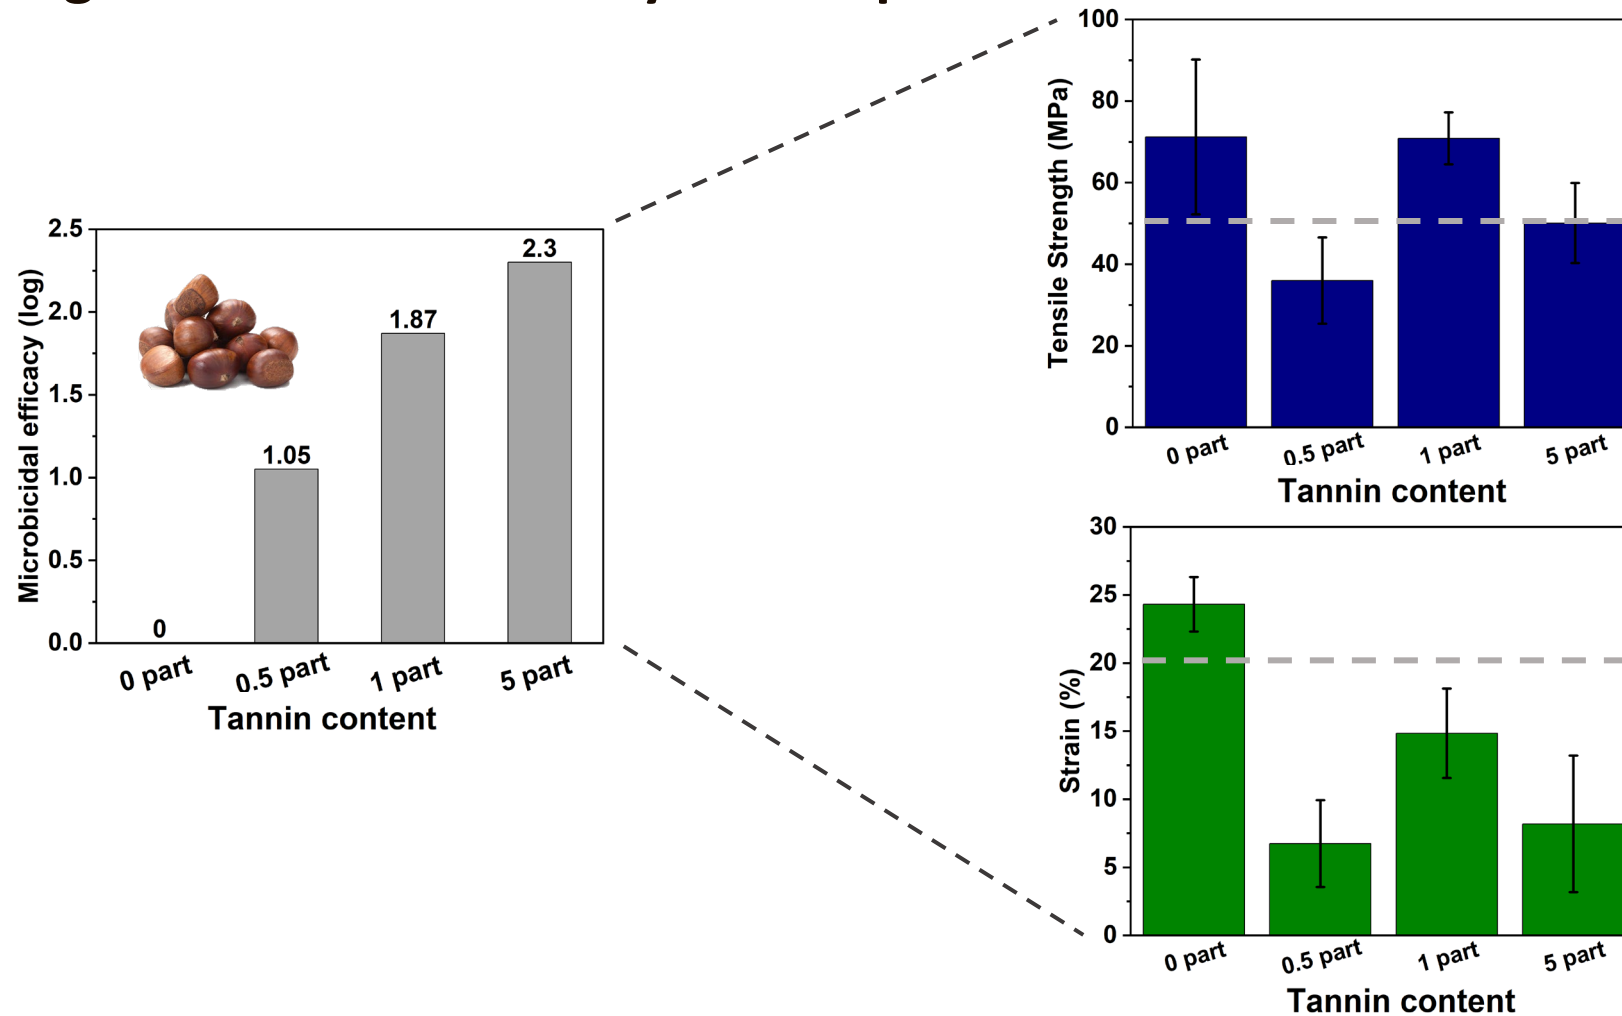 Microbicidal efficacy (log)
2.5
2.0
1.5
1.0
0.5
0.0
0
1.05
1.87
2.3
0 part
0.5 part
1 part
5 part
Tannin content
Tensile Strength (MPa)
100
80
60
40
20
0
0 part
0.5 part
1 part
5 part
Tannin content
Strain (%)
30
25
20
15
10
5
0
0 part
0.5 part
1 part
5 part
Tannin content